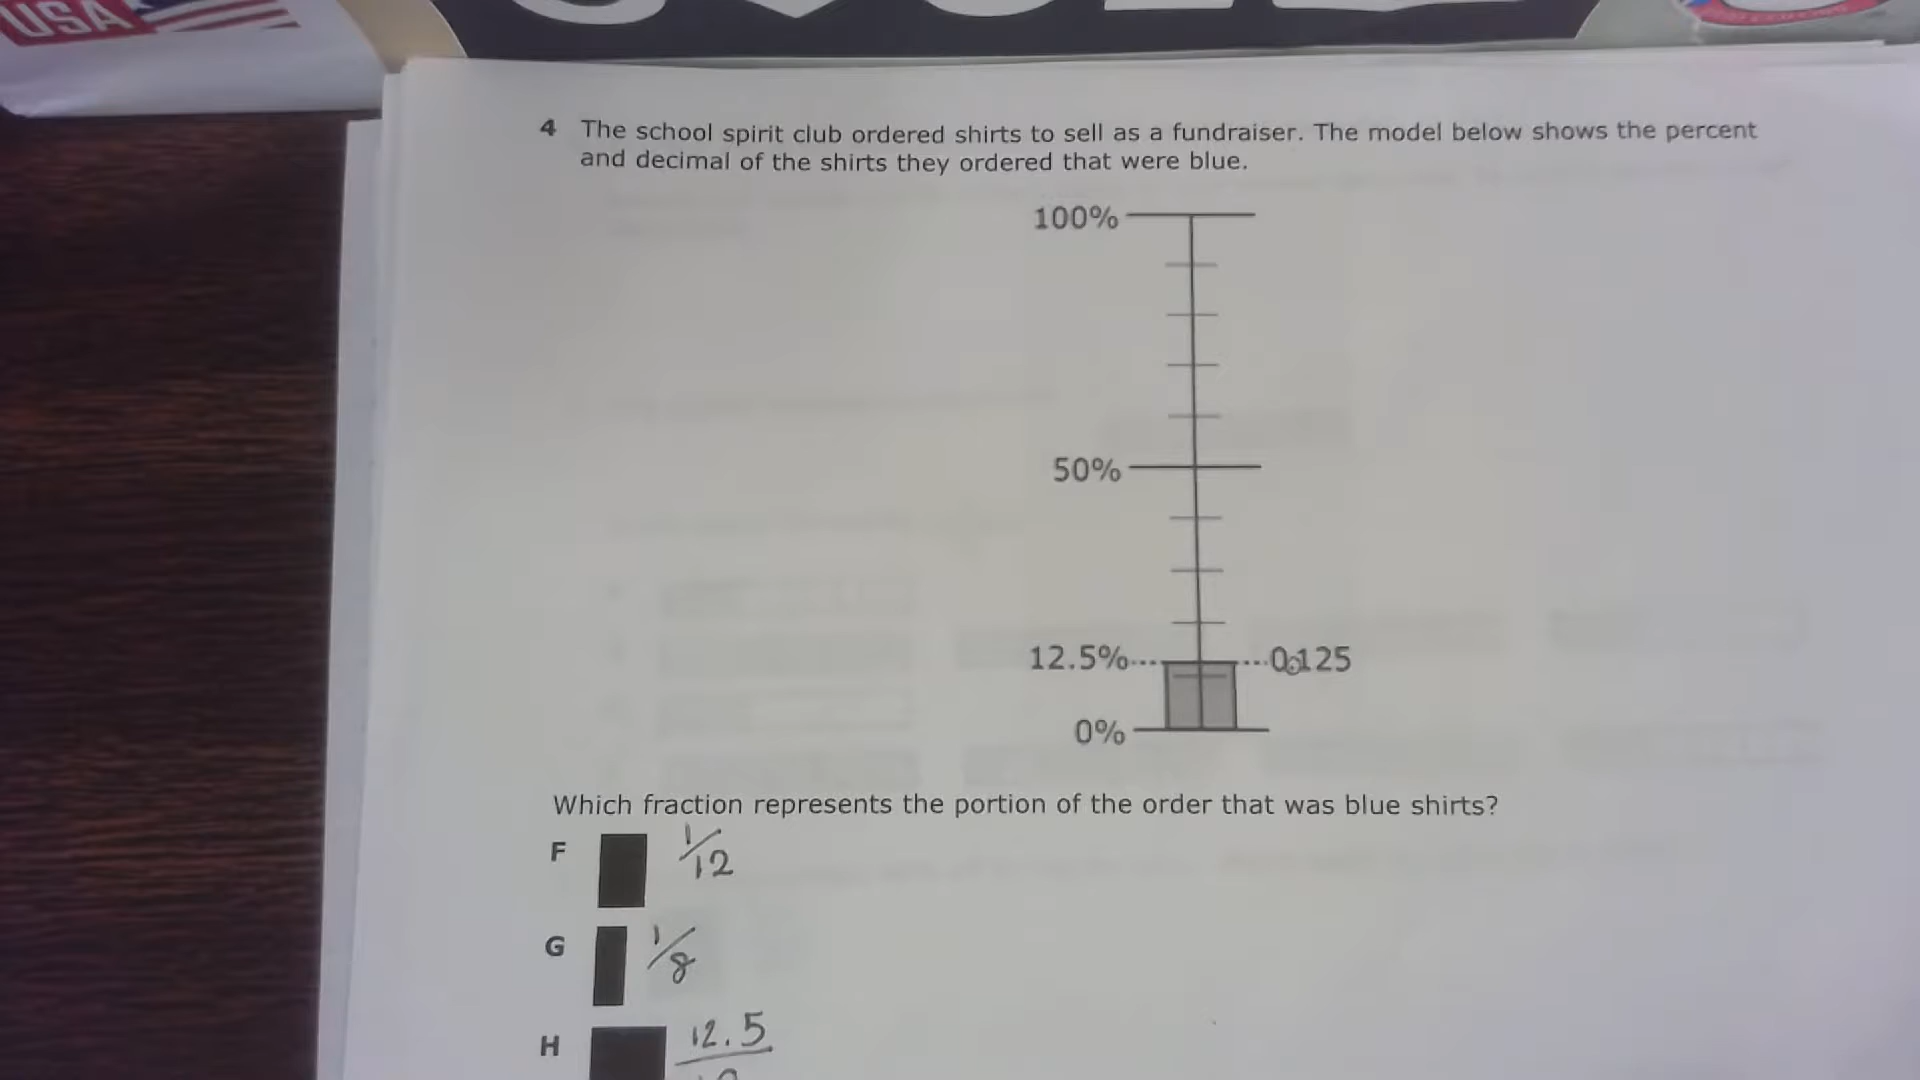 USA
4 The school spirit club ordered shirts to sell as a fundraiser. The model below shows the percent
and decimal of the shirts they ordered that were blue.
100%
50%
12.5% 0.125
0%
Which fraction represents the portion of the order that was blue shirts?
F 1/12
G 1/8
H 12.5